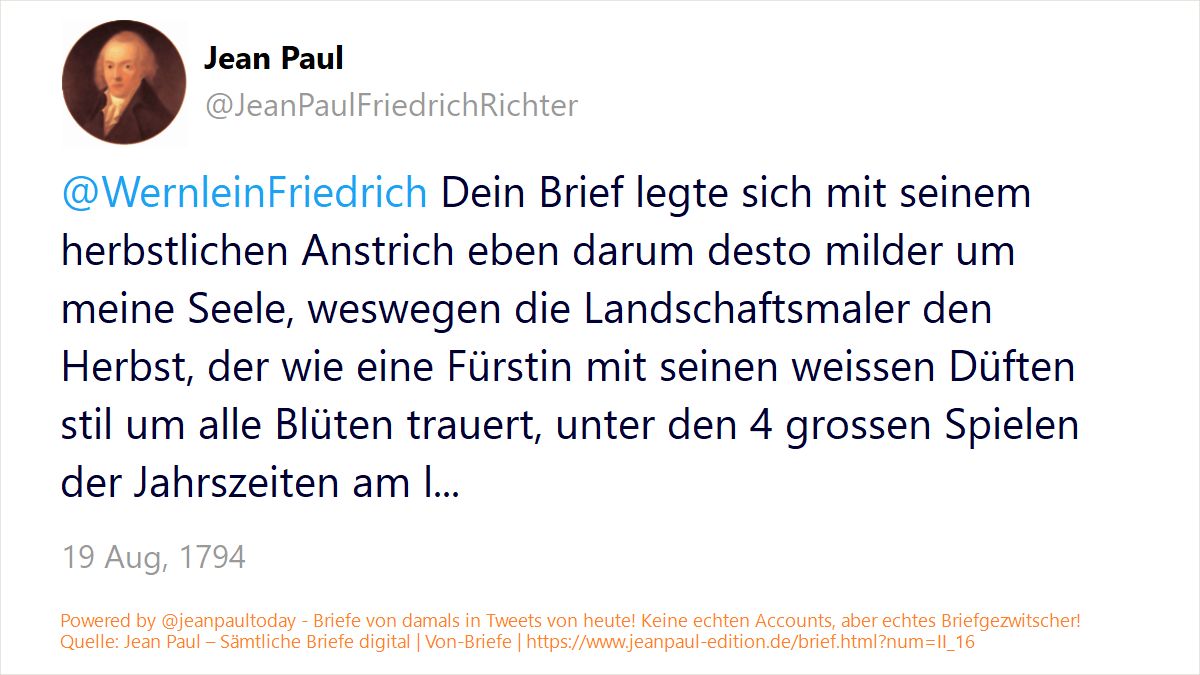 Jean Paul
@JeanPaulFriedrichRichter
@WernleinFriedrich Dein Brief legte sich mit seinem
herbstlichen Anstrich eben darum desto milder um
meine Seele, weswegen die Landschaftsmaler den
Herbst, der wie eine Fürstin mit seinen weissen Düften
stil um alle Blüten trauert, unter den 4 grossen Spielen
der Jahrszeiten am l...
19 Aug, 1794
Powered by @jeanpaultoday - Briefe von damals in Tweets von heute! Keine echten Accounts, aber echtes Briefgezwitscher!
Quelle: Jean Paul – Sämtliche Briefe digital | Von-Briefe | https://www.jeanpaul-edition.de/brief.html?num=II_16